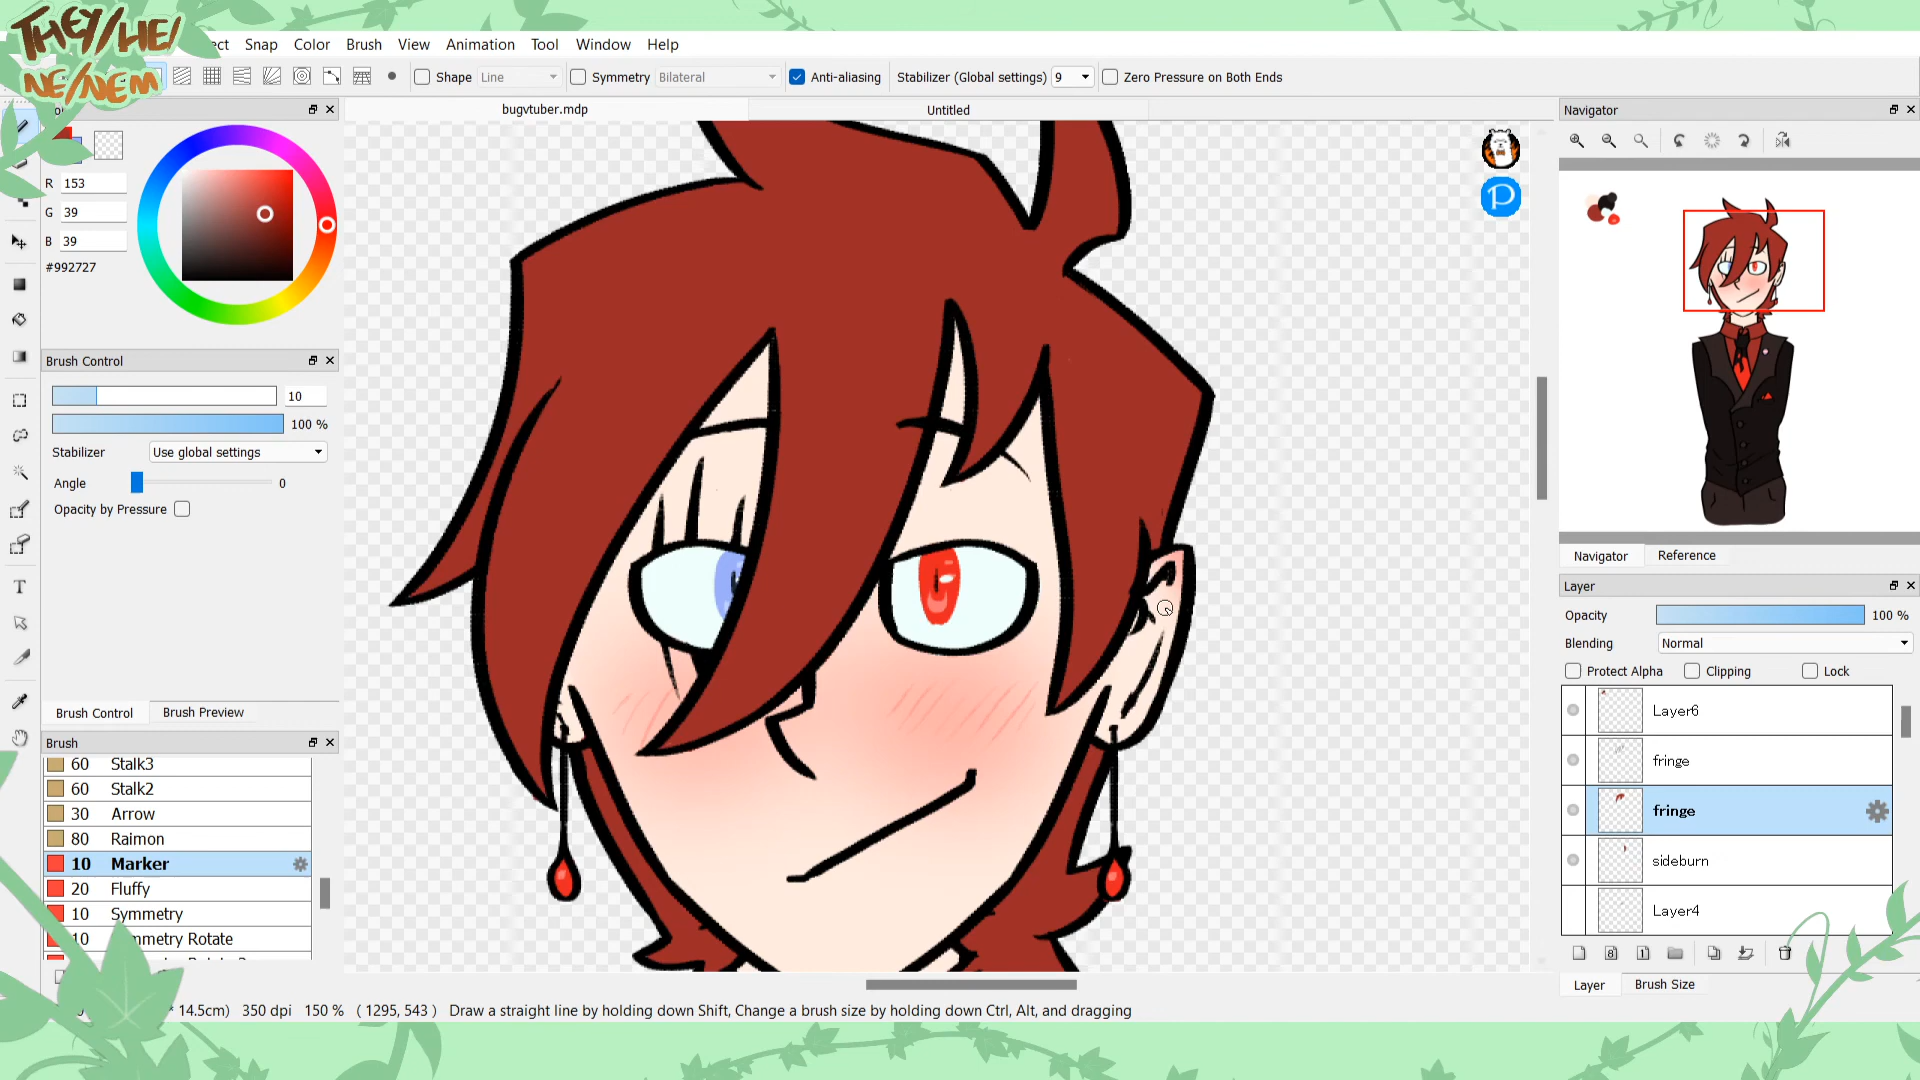 THEY/HE/
NE/NEM
ect Snap Color Brush View Animation Tool Window Help
Shape Line Symmetry Bilateral Anti-aliasing Stabilizer (Global settings) 9 Zero Pressure on Both Ends
bugvtuber.mdp Untitled
R 153
G 39
B 39
#992727
Brush Control
10
100 %
Stabilizer Use global settings
Angle 0
Opacity by Pressure
Brush Control Brush Preview
Brush
60 Stalk3
60 Stalk2
30 Arrow
80 Raimon
10 Marker
20 Fluffy
10 Symmetry
10 mmetry Rotate
* 14.5cm) 350 dpi 150 % ( 1295, 543 ) Draw a straight line by holding down Shift, Change a brush size by holding down Ctrl, Alt, and dragging
P
Navigator
Navigator Reference
Layer
Opacity 100 %
Blending Normal
Protect Alpha Clipping Lock
Layer6
fringe
fringe
sideburn
Layer4
Layer Brush Size